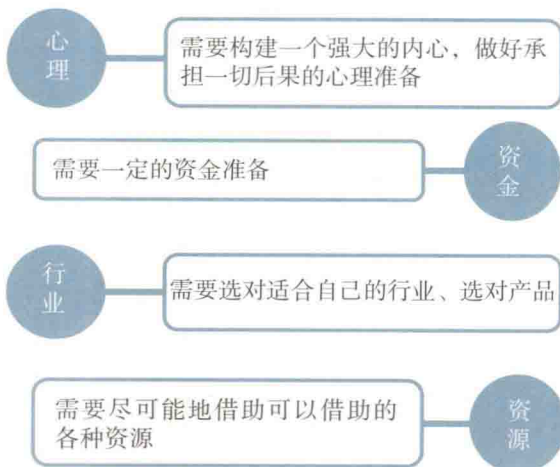 心
理
需要构建一个强大的内心，做好承
担一切后果的心理准备
需要一定的资金准备
资
金
行
业
需要选对适合自己的行业、选对产品
需要尽可能地借助可以借助的
各种资源
资
源